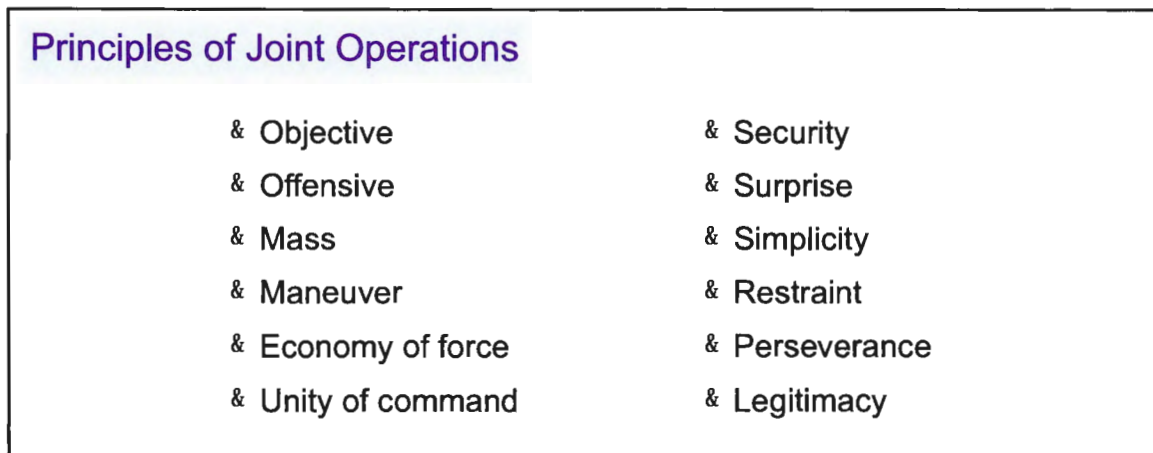 Principles of Joint Operations
& Objective
& Offensive
& Mass
& Maneuver
& Economy of force
& Unity of command
& Security
& Surprise
& Simplicity
& Restraint
& Perseverance
& Legitimacy